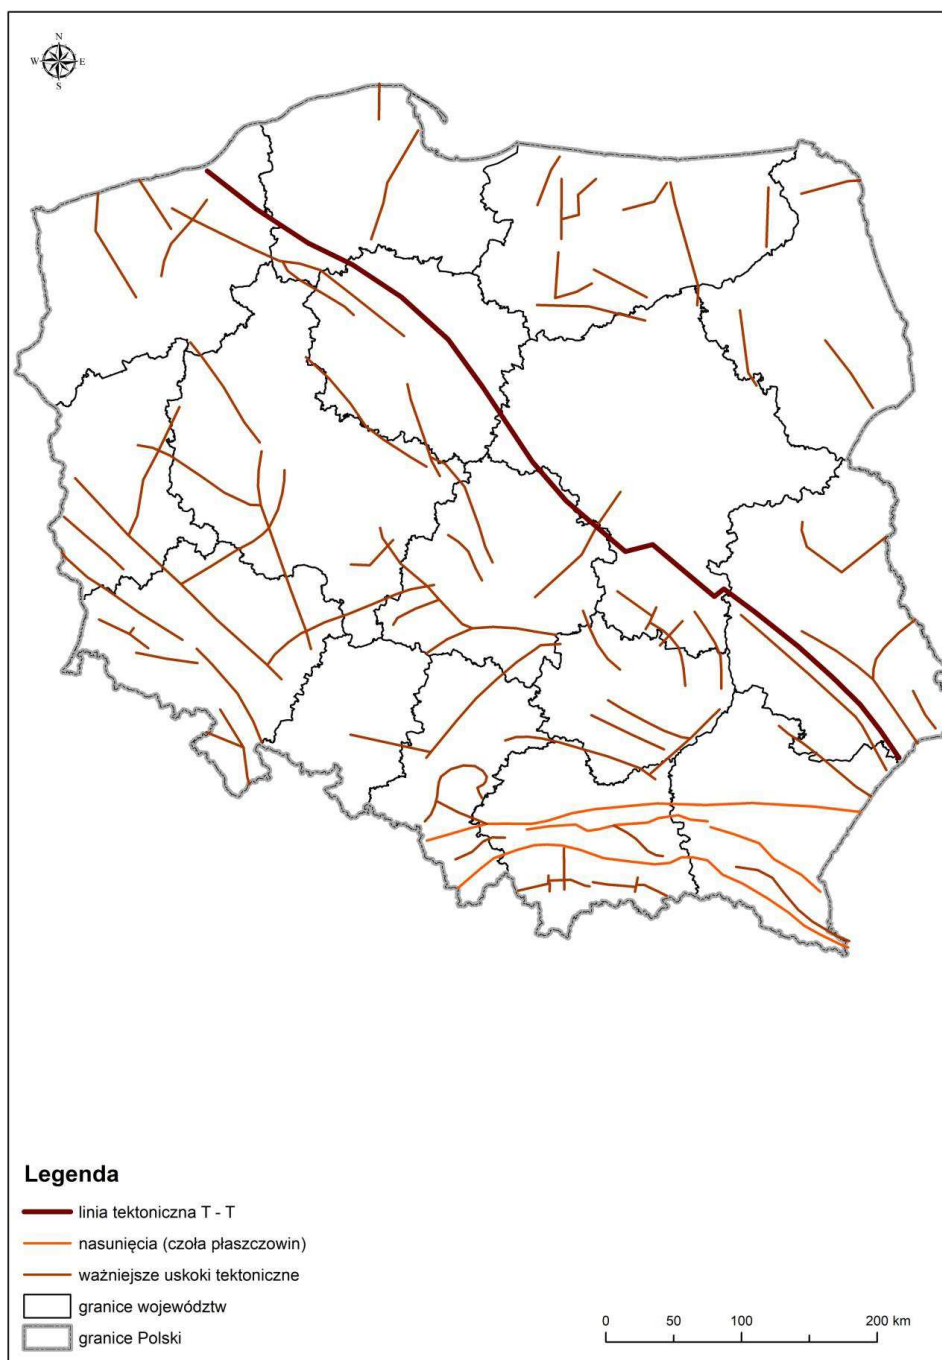 N
W E
S
Legenda
linia tektoniczna T - T
nasunięcia (czoła płaszczowin)
ważniejsze uskoki tektoniczne
granice województw
granice Polski
0 50 100 200 km